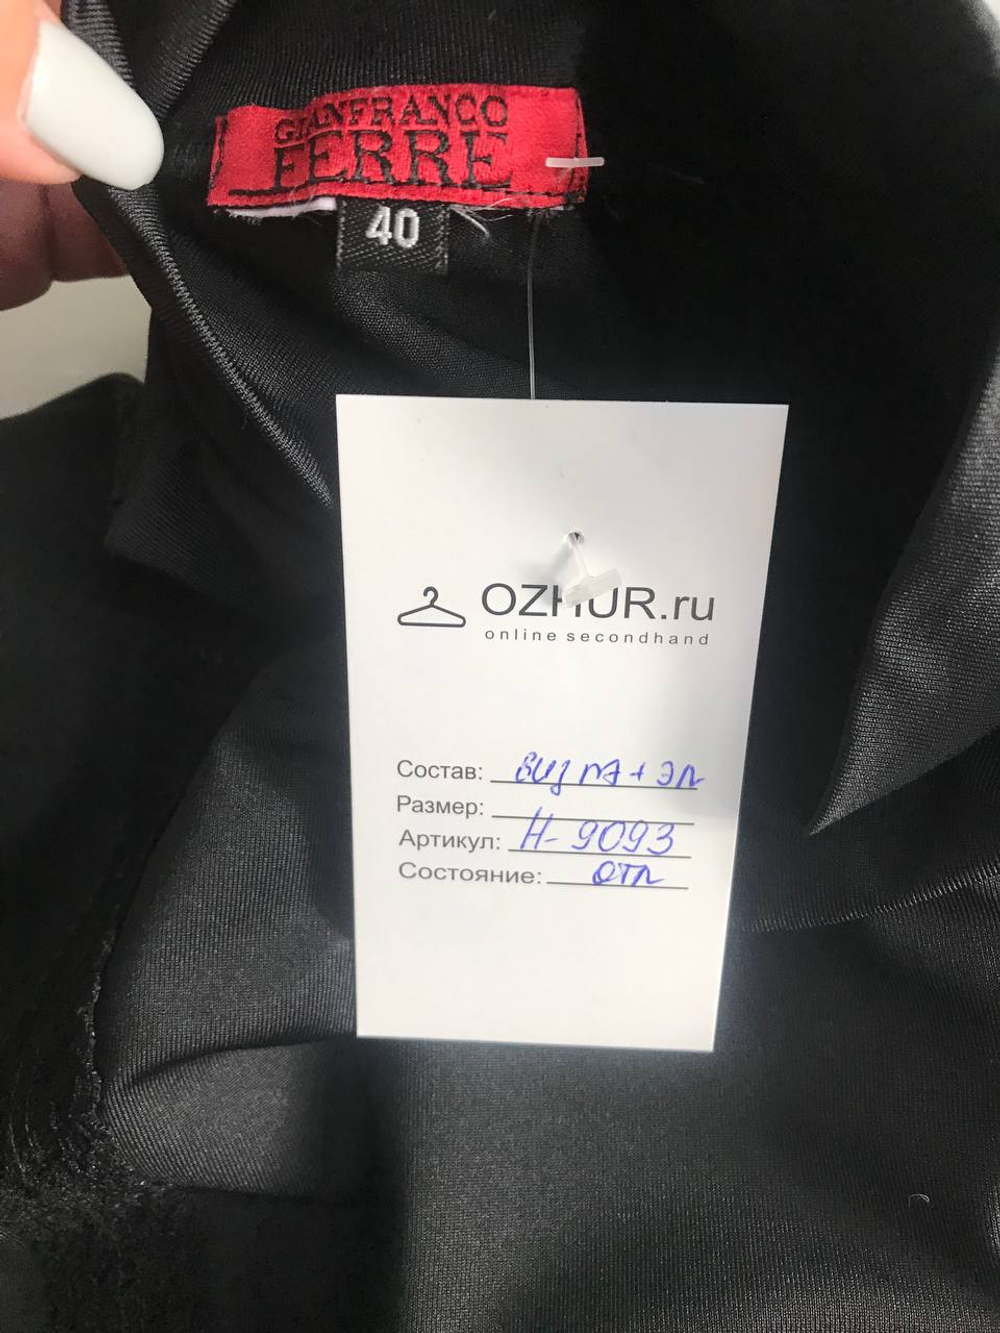 GIANFRANCO
FERRE
40
OZHUR.ru
online secondhand
Состав: виз ПА + эл
Размер:
Артикул: Н-9093
Состояние: отл